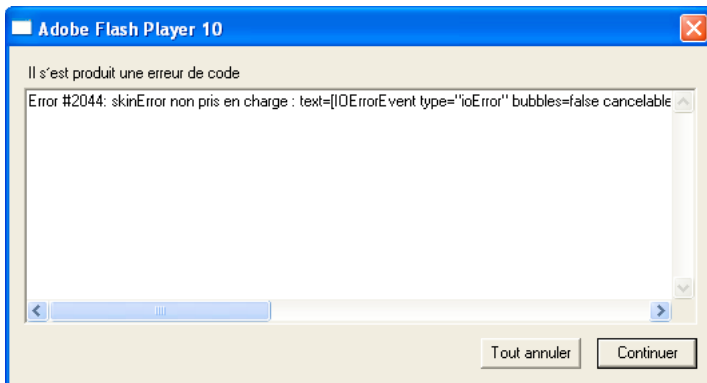 Adobe Flash Player 10
Il s´est produit une erreur de code
Error #2044: skinError non pris en charge : text=[IOErrorEvent type="ioError" bubbles=false cancelable
Tout annuler
Continuer